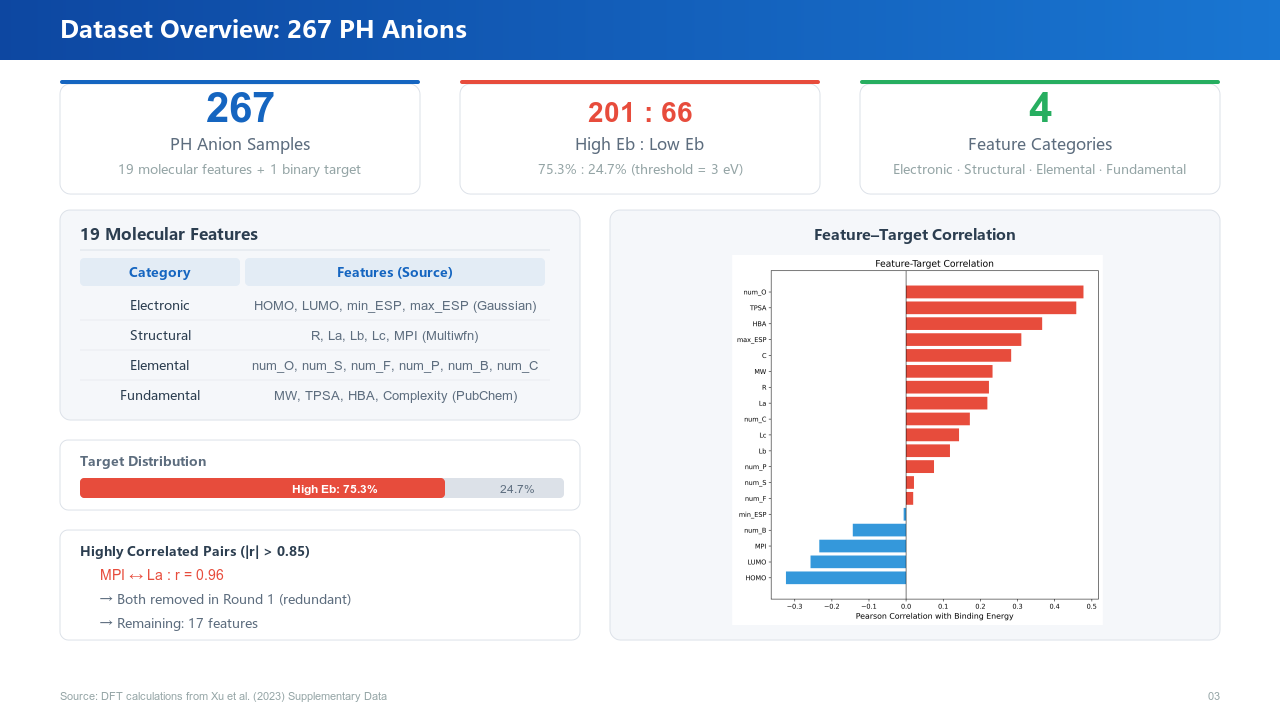 Dataset Overview: 267 PH Anions
267
PH Anion Samples
19 molecular features + 1 binary target
201 : 66
High Eb : Low Eb
75.3% : 24.7% (threshold = 3 eV)
4
Feature Categories
Electronic · Structural · Elemental · Fundamental
19 Molecular Features
Category Features (Source)
Electronic HOMO, LUMO, min_ESP, max_ESP (Gaussian)
Structural R, La, Lb, Lc, MPI (Multiwfn)
Elemental num_O, num_S, num_F, num_P, num_B, num_C
Fundamental MW, TPSA, HBA, Complexity (PubChem)
Target Distribution
High Eb: 75.3% 24.7%
Highly Correlated Pairs (|r| > 0.85)
MPI ↔ La : r = 0.96
→ Both removed in Round 1 (redundant)
→ Remaining: 17 features
Feature–Target Correlation
Feature-Target Correlation
num_O
TPSA
HBA
max_ESP
C
MW
R
La
num_C
Lc
Lb
num_P
num_S
num_F
min_ESP
num_B
MPI
LUMO
HOMO
−0.3 −0.2 −0.1 0.0 0.1 0.2 0.3 0.4 0.5
Pearson Correlation with Binding Energy
Source: DFT calculations from Xu et al. (2023) Supplementary Data
03